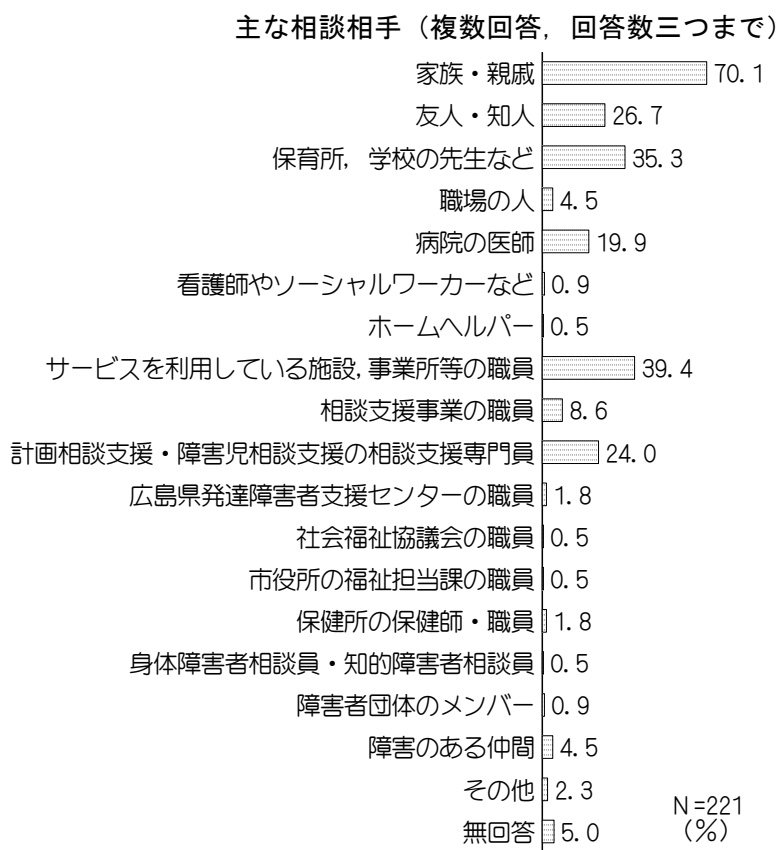 主な相談相手（複数回答，回答数三つまで）
家族・親戚 70.1
友人・知人 26.7
保育所，学校の先生など 35.3
職場の人 4.5
病院の医師 19.9
看護師やソーシャルワーカーなど 0.9
ホームヘルパー 0.5
サービスを利用している施設，事業所等の職員 39.4
相談支援事業の職員 8.6
計画相談支援・障害児相談支援の相談支援専門員 24.0
広島県発達障害者支援センターの職員 1.8
社会福祉協議会の職員 0.5
市役所の福祉担当課の職員 0.5
保健所の保健師・職員 1.8
身体障害者相談員・知的障害者相談員 0.5
障害者団体のメンバー 0.9
障害のある仲間 4.5
その他 2.3
無回答 5.0
N=221
（％）